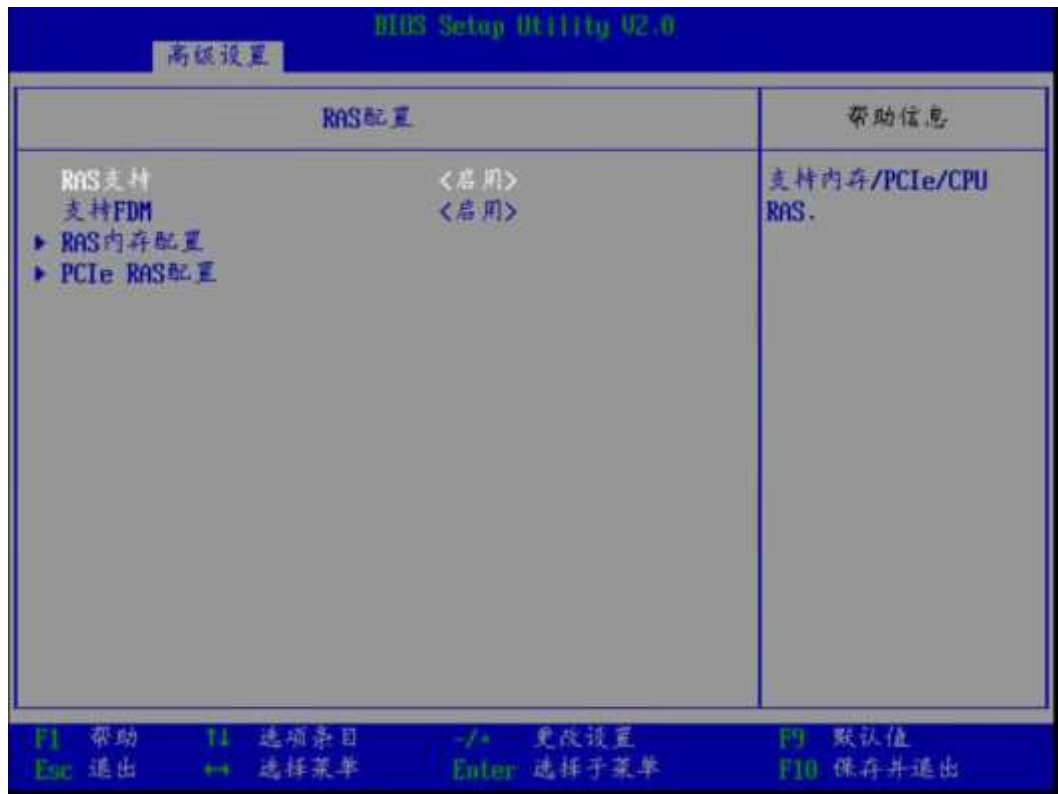 BIOS Setup Utility V2.0
高级设置
RAS配置
帮助信息
RAS支持 <启用>
支持FDM <启用>
RAS内存配置
PCIe RAS配置
支持内存/PCIe/CPU
RAS.
F1 帮助 ↑↓ 选项条目 -/+ 更改设置 F9 默认值
Esc 退出 ←→ 选择菜单 Enter 选择子菜单 F10 保存并退出